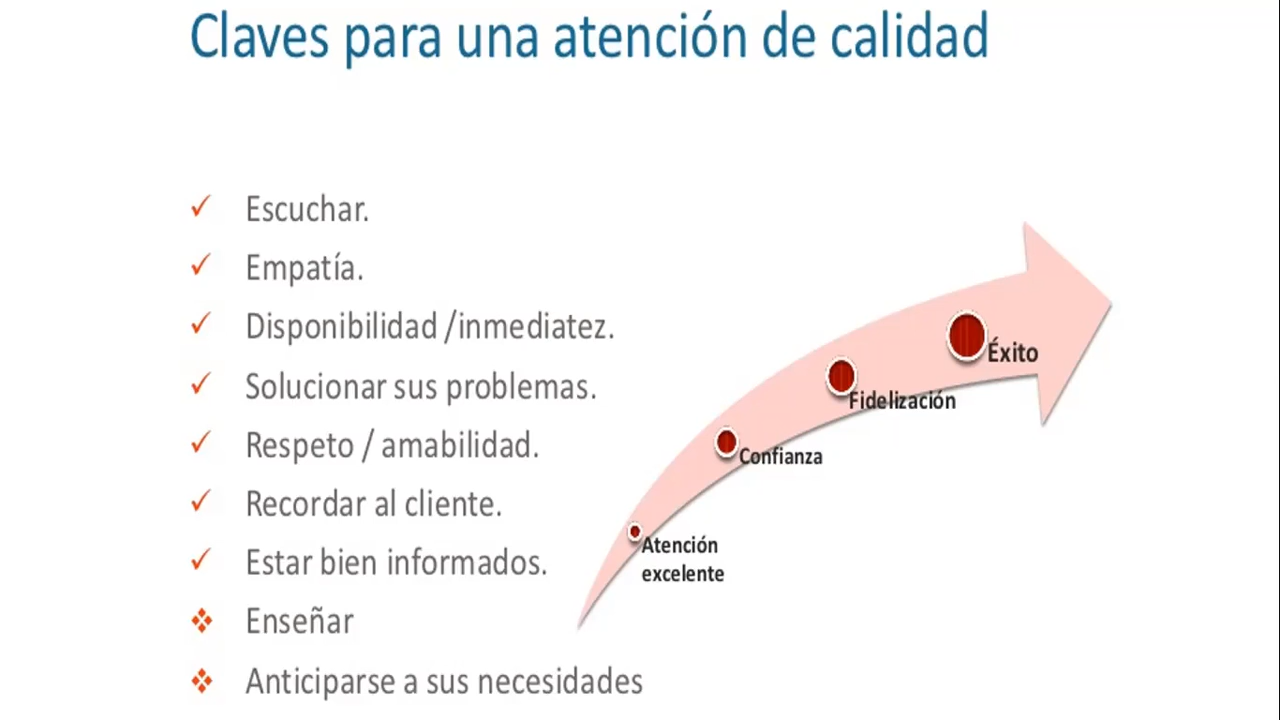 Claves para una atención de calidad
Escuchar.
Empatía.
Disponibilidad /inmediatez.
Solucionar sus problemas.
Respeto / amabilidad.
Recordar al cliente.
Estar bien informados.
Enseñar
Anticiparse a sus necesidades
Atención
excelente
Confianza
Fidelización
Éxito